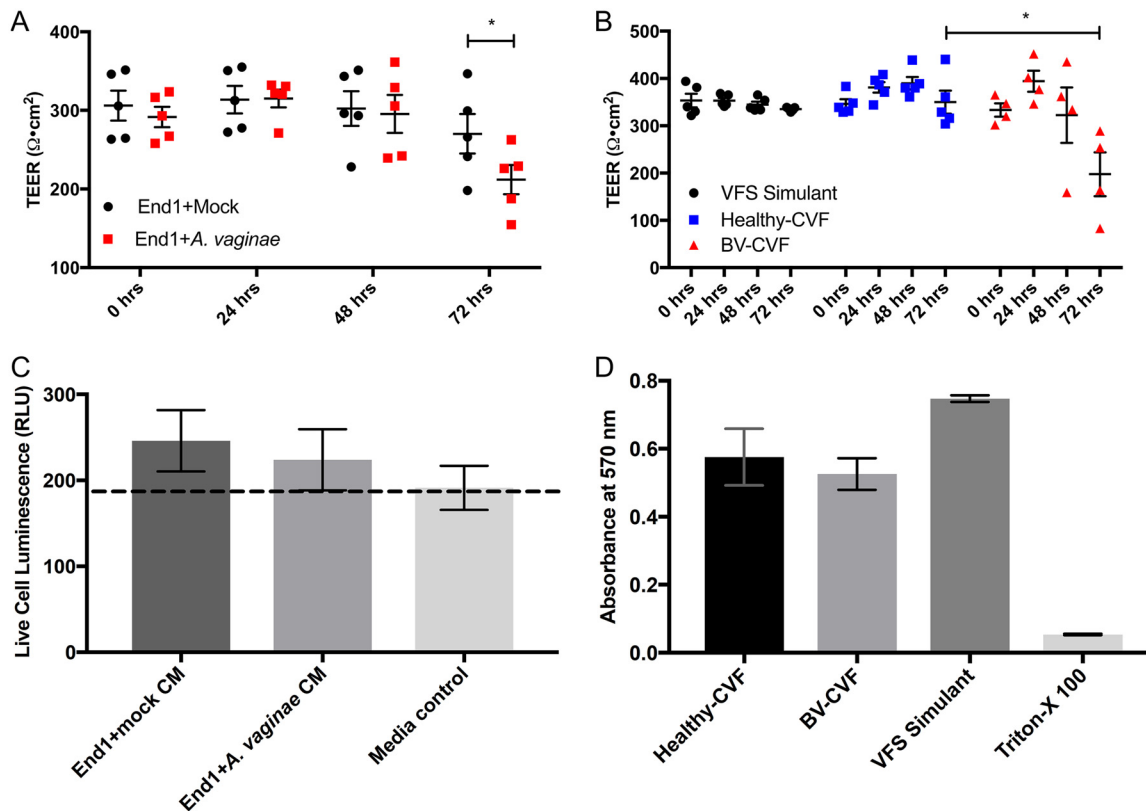 A
TEER (Ω•cm²)
400
300
200
100
*
End1+Mock
End1+A. vaginae
0 hrs
24 hrs
48 hrs
72 hrs
B
TEER (Ω•cm²)
500
400
300
200
100
0
*
VFS Simulant
Healthy-CVF
BV-CVF
0 hrs
24 hrs
48 hrs
72 hrs
0 hrs
24 hrs
48 hrs
72 hrs
0 hrs
24 hrs
48 hrs
72 hrs
C
Live Cell Luminescence (RLU)
300
200
100
0
End1+mock CM
End1+A. vaginae CM
Media control
D
Absorbance at 570 nm
0.8
0.6
0.4
0.2
0.0
Healthy-CVF
BV-CVF
VFS Simulant
Triton-X 100